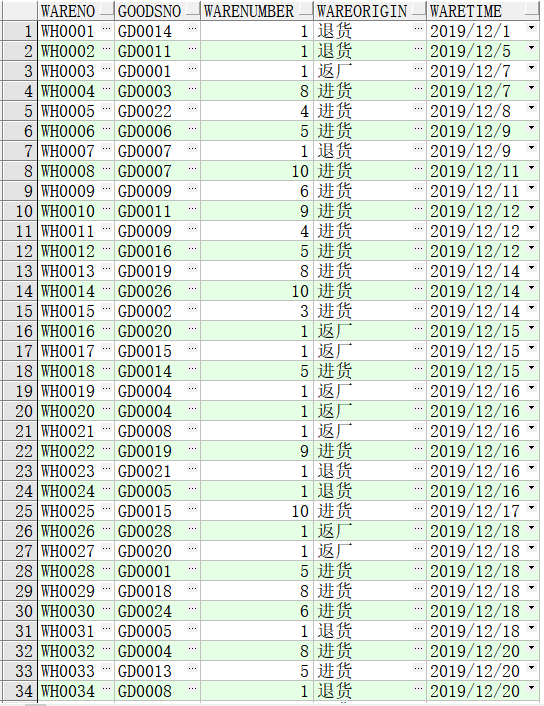 WARENO GOODSNO WARENUMBER WAREORIGIN WARETIME
1 WH0001 GD0014 1 退货 2019/12/1
2 WH0002 GD0011 1 退货 2019/12/5
3 WH0003 GD0001 1 返厂 2019/12/7
4 WH0004 GD0003 8 进货 2019/12/7
5 WH0005 GD0022 4 进货 2019/12/8
6 WH0006 GD0006 5 进货 2019/12/9
7 WH0007 GD0007 1 退货 2019/12/9
8 WH0008 GD0007 10 进货 2019/12/11
9 WH0009 GD0009 6 进货 2019/12/11
10 WH0010 GD0011 9 进货 2019/12/12
11 WH0011 GD0009 4 进货 2019/12/12
12 WH0012 GD0016 5 进货 2019/12/12
13 WH0013 GD0019 8 进货 2019/12/14
14 WH0014 GD0026 10 进货 2019/12/14
15 WH0015 GD0002 3 进货 2019/12/14
16 WH0016 GD0020 1 返厂 2019/12/15
17 WH0017 GD0015 1 返厂 2019/12/15
18 WH0018 GD0014 5 进货 2019/12/15
19 WH0019 GD0004 1 返厂 2019/12/16
20 WH0020 GD0004 1 返厂 2019/12/16
21 WH0021 GD0008 1 返厂 2019/12/16
22 WH0022 GD0019 9 进货 2019/12/16
23 WH0023 GD0021 1 退货 2019/12/16
24 WH0024 GD0005 1 退货 2019/12/16
25 WH0025 GD0015 10 进货 2019/12/17
26 WH0026 GD0028 1 返厂 2019/12/18
27 WH0027 GD0020 1 返厂 2019/12/18
28 WH0028 GD0001 5 进货 2019/12/18
29 WH0029 GD0018 8 进货 2019/12/18
30 WH0030 GD0024 6 进货 2019/12/18
31 WH0031 GD0005 1 退货 2019/12/18
32 WH0032 GD0004 8 进货 2019/12/20
33 WH0033 GD0013 5 进货 2019/12/20
34 WH0034 GD0008 1 退货 2019/12/20